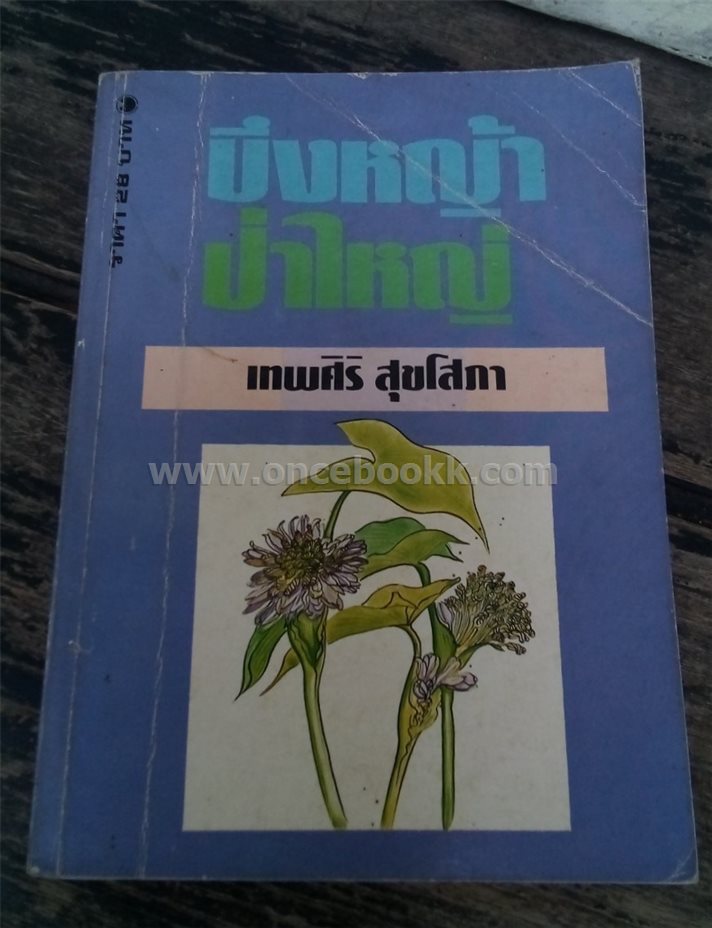 บึงหญ้า
ป่าใหญ่
เทพศิริ สุขโสภา
www.oncebookk.com
ราคา ๒๘ บาท